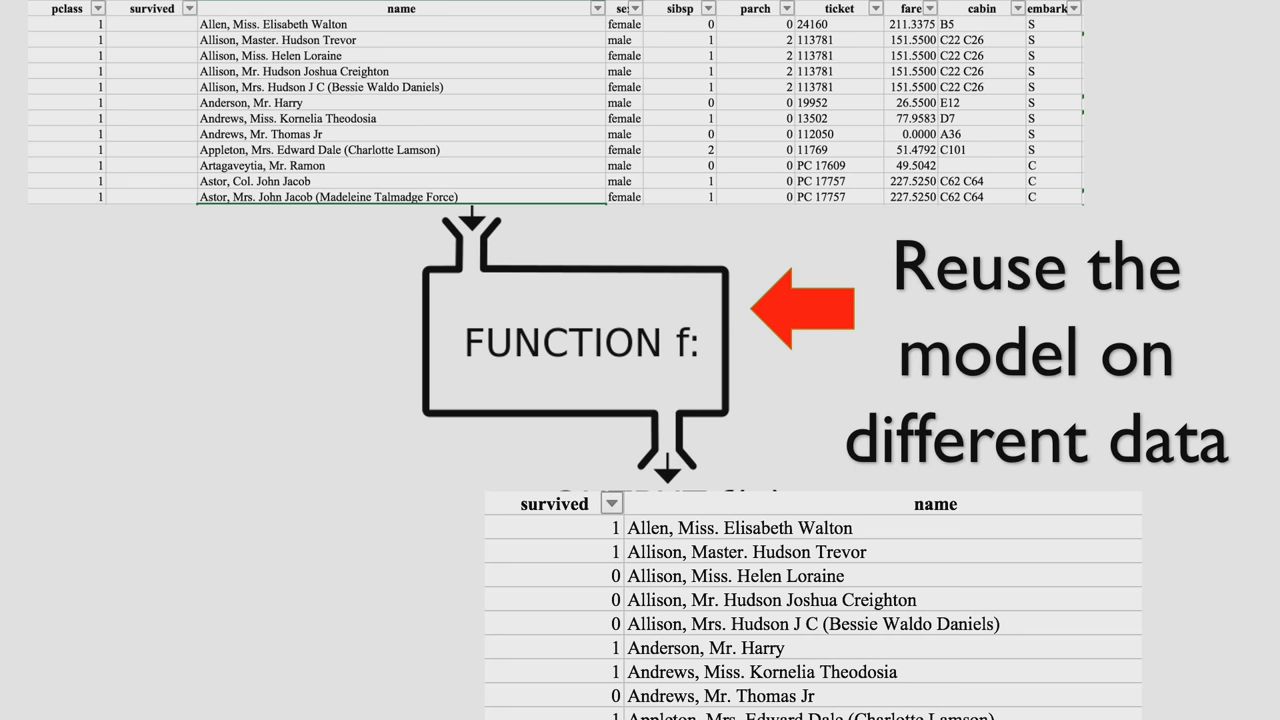 pclass survived name se: sibsp parch ticket fare cabin embark
1 Allen, Miss. Elisabeth Walton female 0 0 24160 211.3375 B5 S
1 Allison, Master. Hudson Trevor male 1 2 113781 151.5500 C22 C26 S
1 Allison, Miss. Helen Loraine female 1 2 113781 151.5500 C22 C26 S
1 Allison, Mr. Hudson Joshua Creighton male 1 2 113781 151.5500 C22 C26 S
1 Allison, Mrs. Hudson J C (Bessie Waldo Daniels) female 1 2 113781 151.5500 C22 C26 S
1 Anderson, Mr. Harry male 0 0 19952 26.5500 E12 S
1 Andrews, Miss. Kornelia Theodosia female 1 0 13502 77.9583 D7 S
1 Andrews, Mr. Thomas Jr male 0 0 112050 0.0000 A36 S
1 Appleton, Mrs. Edward Dale (Charlotte Lamson) female 2 0 11769 51.4792 C101 S
1 Artagaveytia, Mr. Ramon male 0 0 PC 17609 49.5042 C
1 Astor, Col. John Jacob male 1 0 PC 17757 227.5250 C62 C64 C
1 Astor, Mrs. John Jacob (Madeleine Talmadge Force) female 1 0 PC 17757 227.5250 C62 C64 C
FUNCTION f:
Reuse the
model on
different data
survived name
1 Allen, Miss. Elisabeth Walton
1 Allison, Master. Hudson Trevor
0 Allison, Miss. Helen Loraine
0 Allison, Mr. Hudson Joshua Creighton
0 Allison, Mrs. Hudson J C (Bessie Waldo Daniels)
1 Anderson, Mr. Harry
1 Andrews, Miss. Kornelia Theodosia
0 Andrews, Mr. Thomas Jr
1 Appleton, Mrs. Edward Dale (Charlotte Lamson)